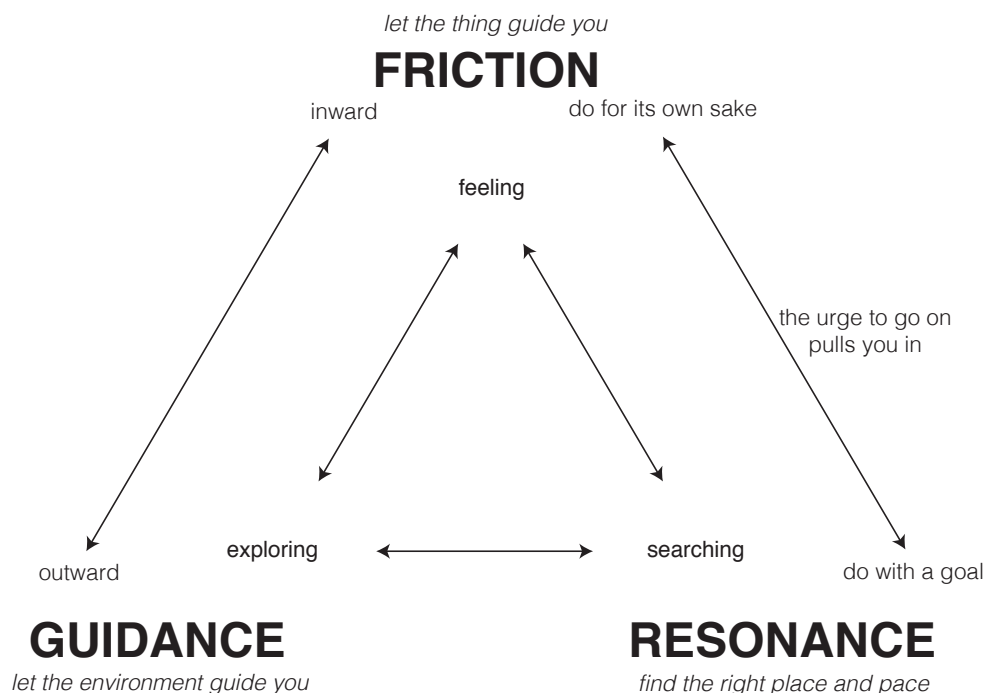 let the thing guide you
FRICTION
inward
do for its own sake
feeling
the urge to go on
pulls you in
exploring
searching
outward
do with a goal
GUIDANCE
RESONANCE
let the environment guide you
find the right place and pace